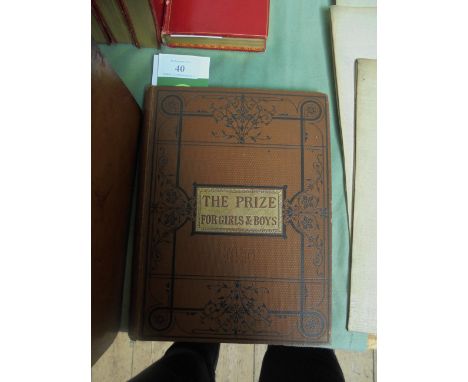 40
THE PRIZE
FOR GIRLS & BOYS